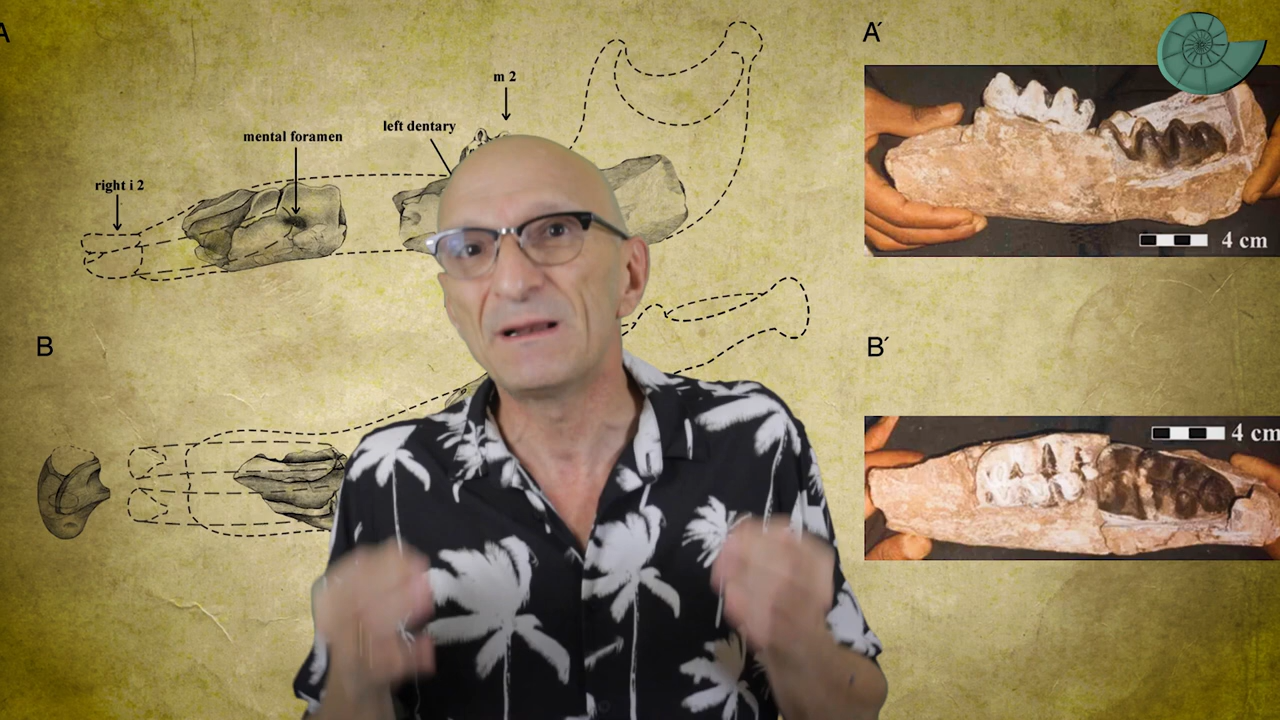 A
m 2
mental foramen
left dentary
right i 2
B
A′
4 cm
B′
4 cm